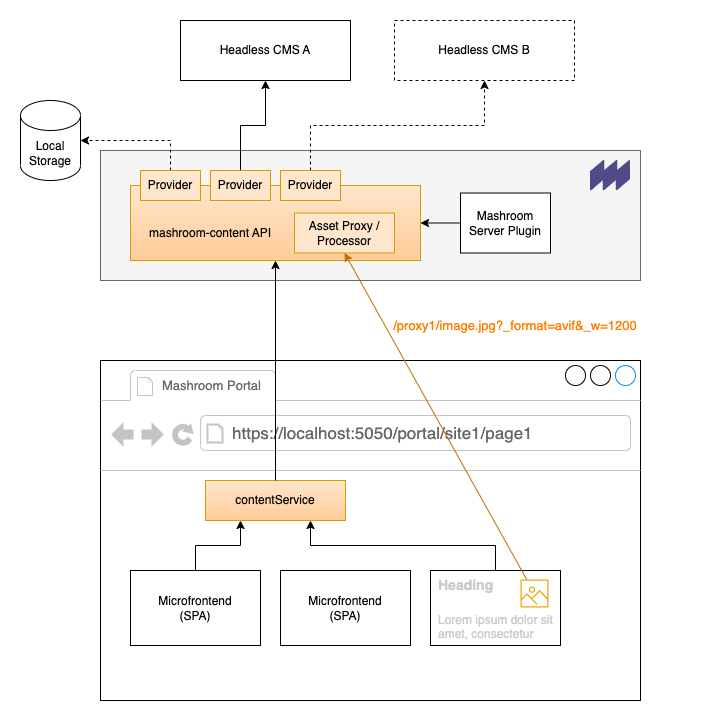 Headless CMS A
Headless CMS B
Local
Storage
Provider
Provider
Provider
mashroom-content API
Asset Proxy /
Processor
Mashroom
Server Plugin
/proxy1/image.jpg?_format=avif&_w=1200
Mashroom Portal
https://localhost:5050/portal/site1/page1
contentService
Microfrontend
(SPA)
Microfrontend
(SPA)
Heading
Lorem ipsum dolor sit
amet, consectetur